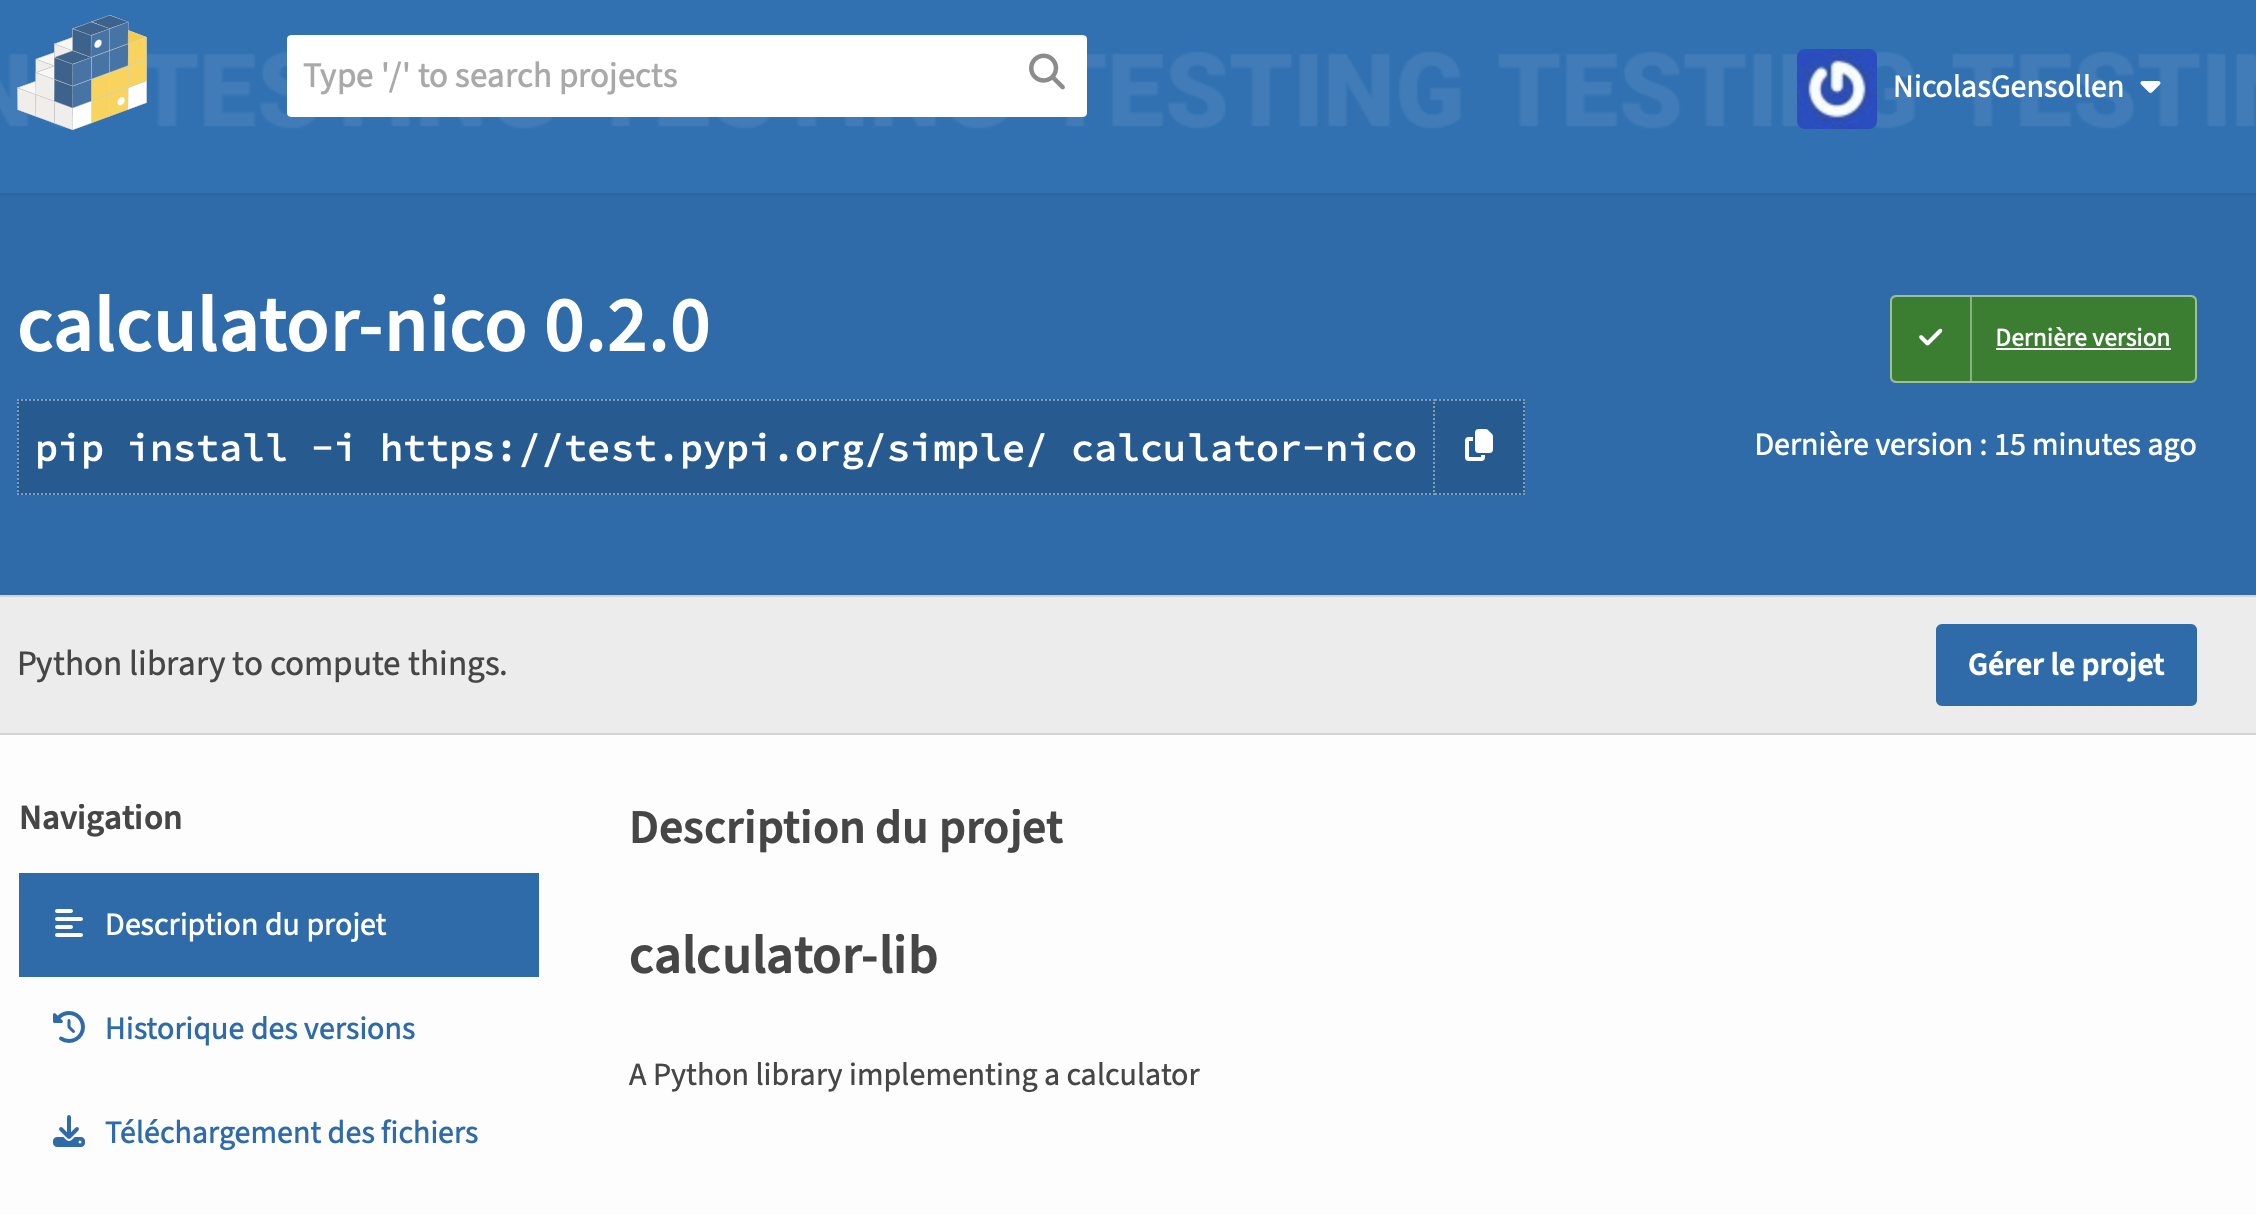 TESTING TESTING TESTING TESTING TESTIN
Type '/' to search projects
NicolasGensollen
calculator-nico 0.2.0
Dernière version
pip install -i https://test.pypi.org/simple/ calculator-nico
Dernière version : 15 minutes ago
Python library to compute things.
Gérer le projet
Navigation
Description du projet
Historique des versions
Téléchargement des fichiers
Description du projet
calculator-lib
A Python library implementing a calculator